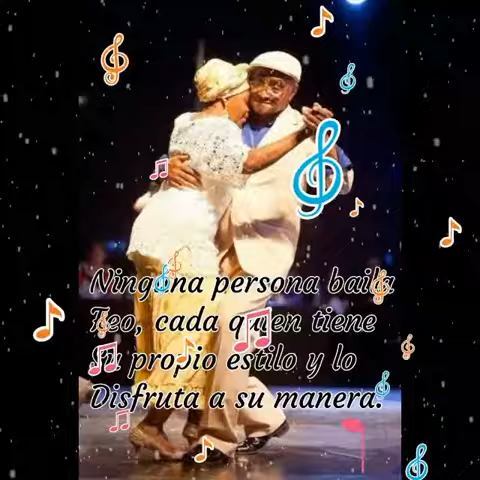 Ninguna persona baila
Feo, cada quien tiene
Su propio estilo y lo
Disfruta a su manera.